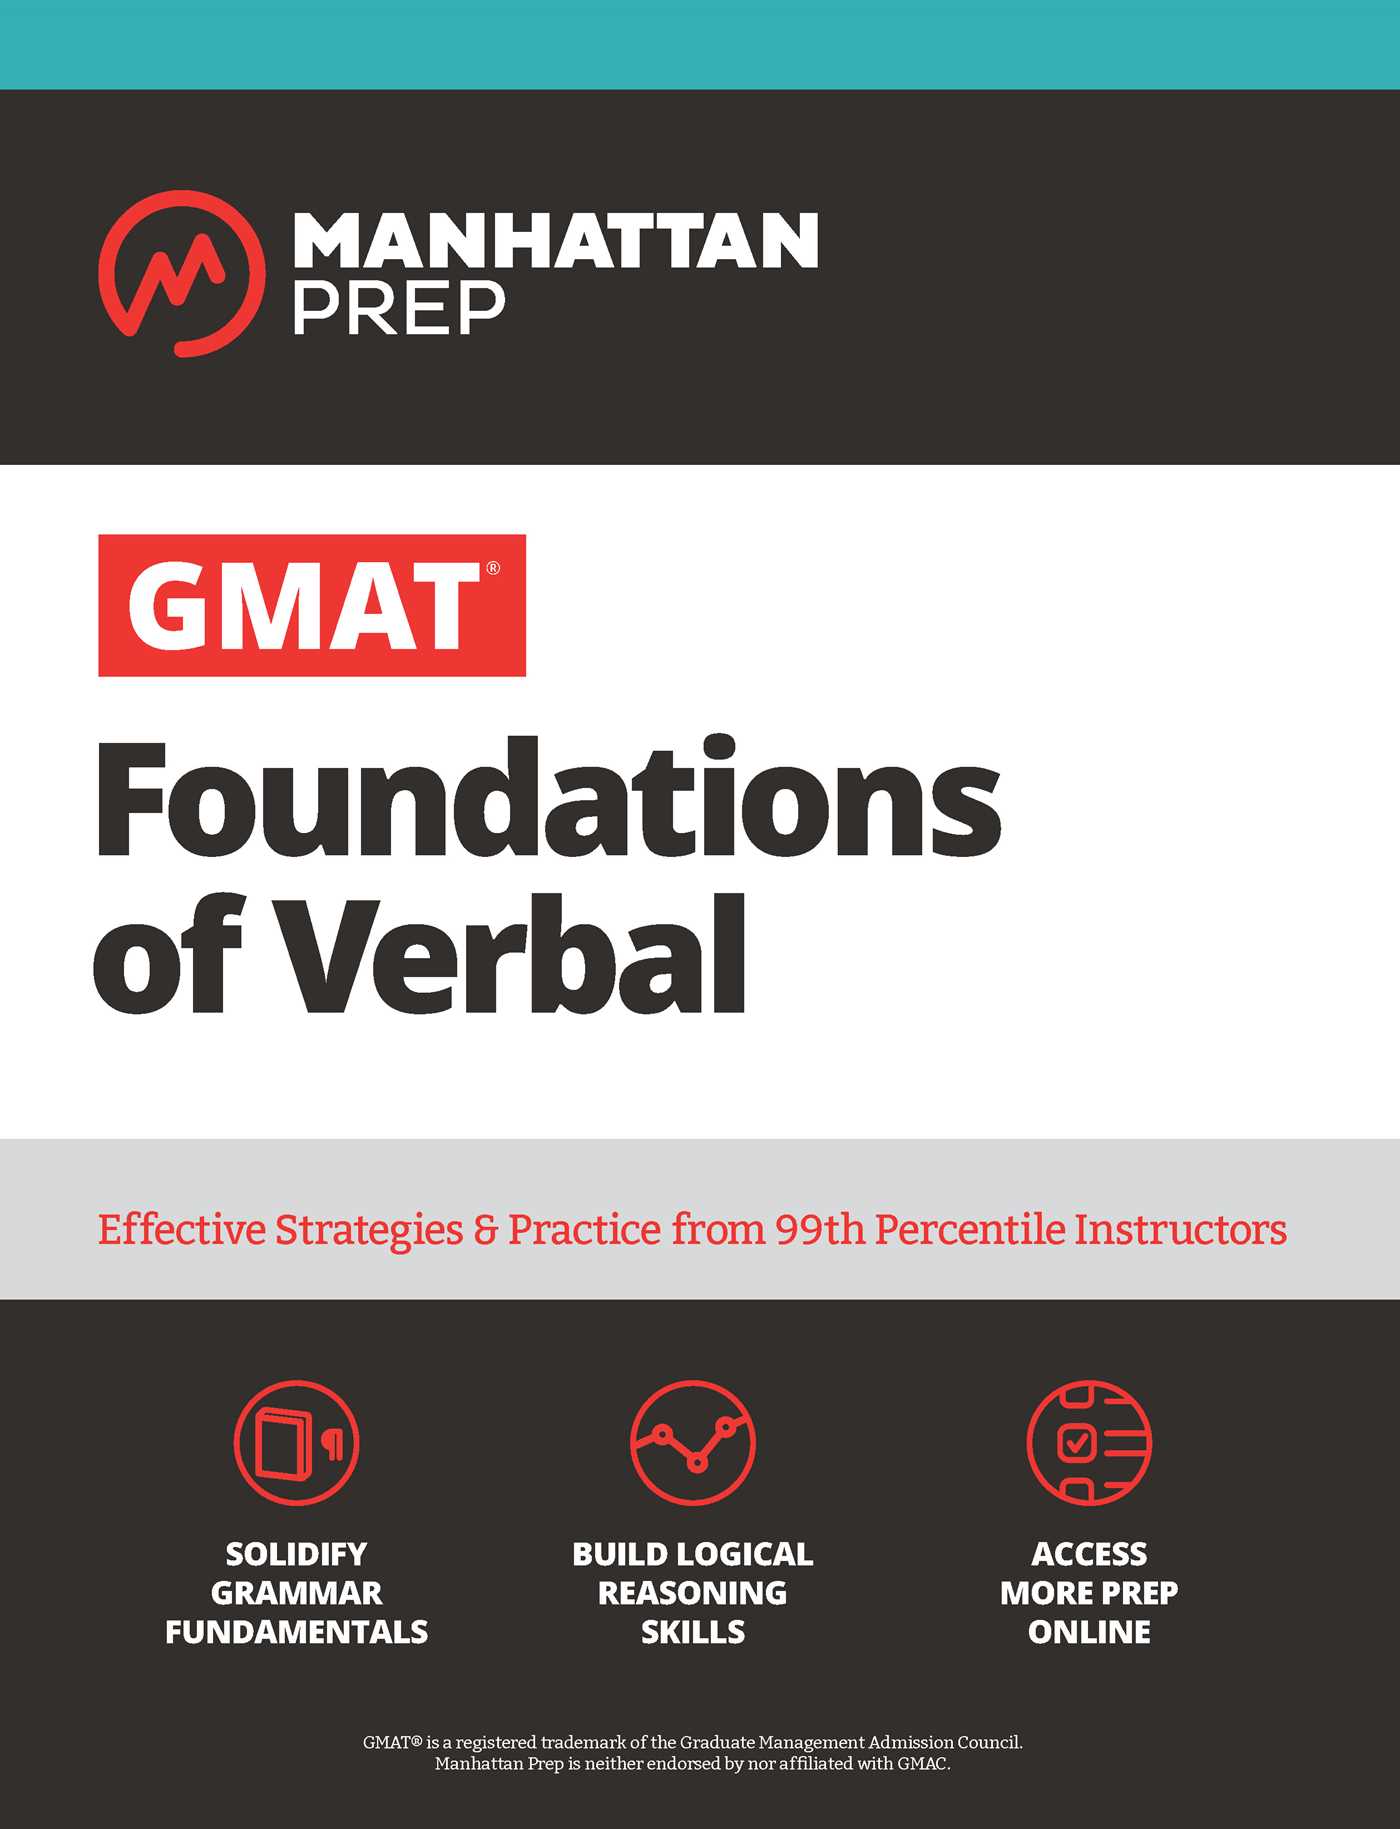 MANHATTAN
PREP
GMAT®
Foundations
of Verbal
Effective Strategies & Practice from 99th Percentile Instructors
SOLIDIFY
GRAMMAR
FUNDAMENTALS
BUILD LOGICAL
REASONING
SKILLS
ACCESS
MORE PREP
ONLINE
GMAT® is a registered trademark of the Graduate Management Admission Council.
Manhattan Prep is neither endorsed by nor affiliated with GMAC.